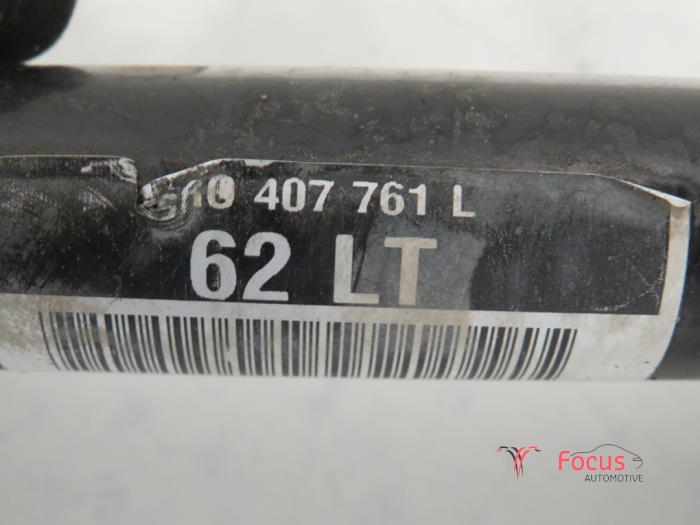 407 761 L
62 LT
Focus
AUTOMOTIVE